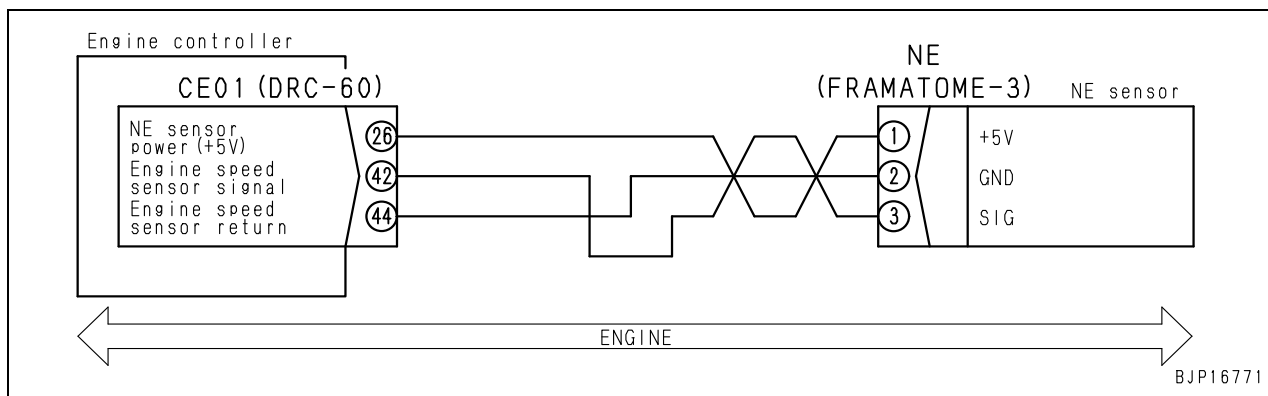 Engine controller
CE01 (DRC-60)
NE sensor
power (+5V)
Engine speed
sensor signal
Engine speed
sensor return
26
42
44
NE
(FRAMATOME-3)
NE sensor
1
2
3
+5V
GND
SIG
ENGINE
BJP16771